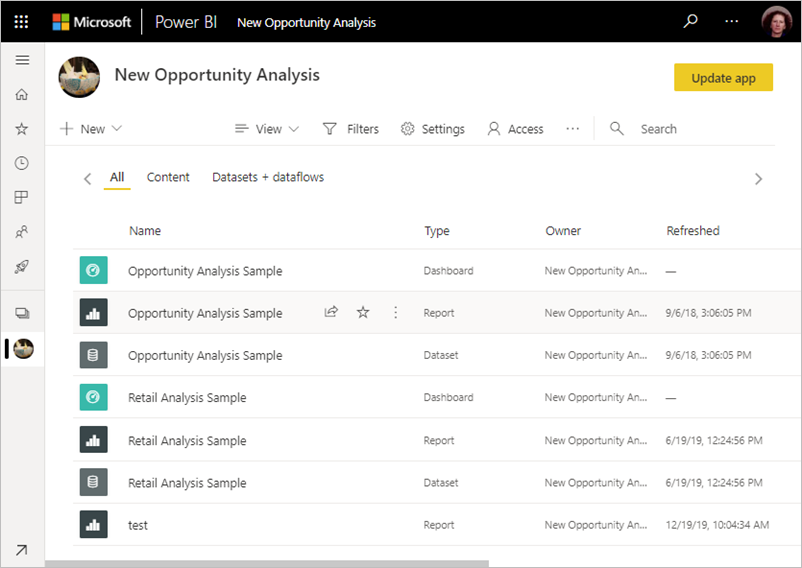 Microsoft Power BI New Opportunity Analysis
New Opportunity Analysis
Update app
New View Filters Settings Access Search
All Content Datasets + dataflows
Name Type Owner Refreshed
Opportunity Analysis Sample Dashboard New Opportunity An... —
Opportunity Analysis Sample Report New Opportunity An... 9/6/18, 3:06:05 PM
Opportunity Analysis Sample Dataset New Opportunity An... 9/6/18, 3:06:05 PM
Retail Analysis Sample Dashboard New Opportunity An... —
Retail Analysis Sample Report New Opportunity An... 6/19/19, 12:24:56 PM
Retail Analysis Sample Dataset New Opportunity An... 6/19/19, 12:24:56 PM
test Report New Opportunity An... 12/19/19, 10:04:34 AM